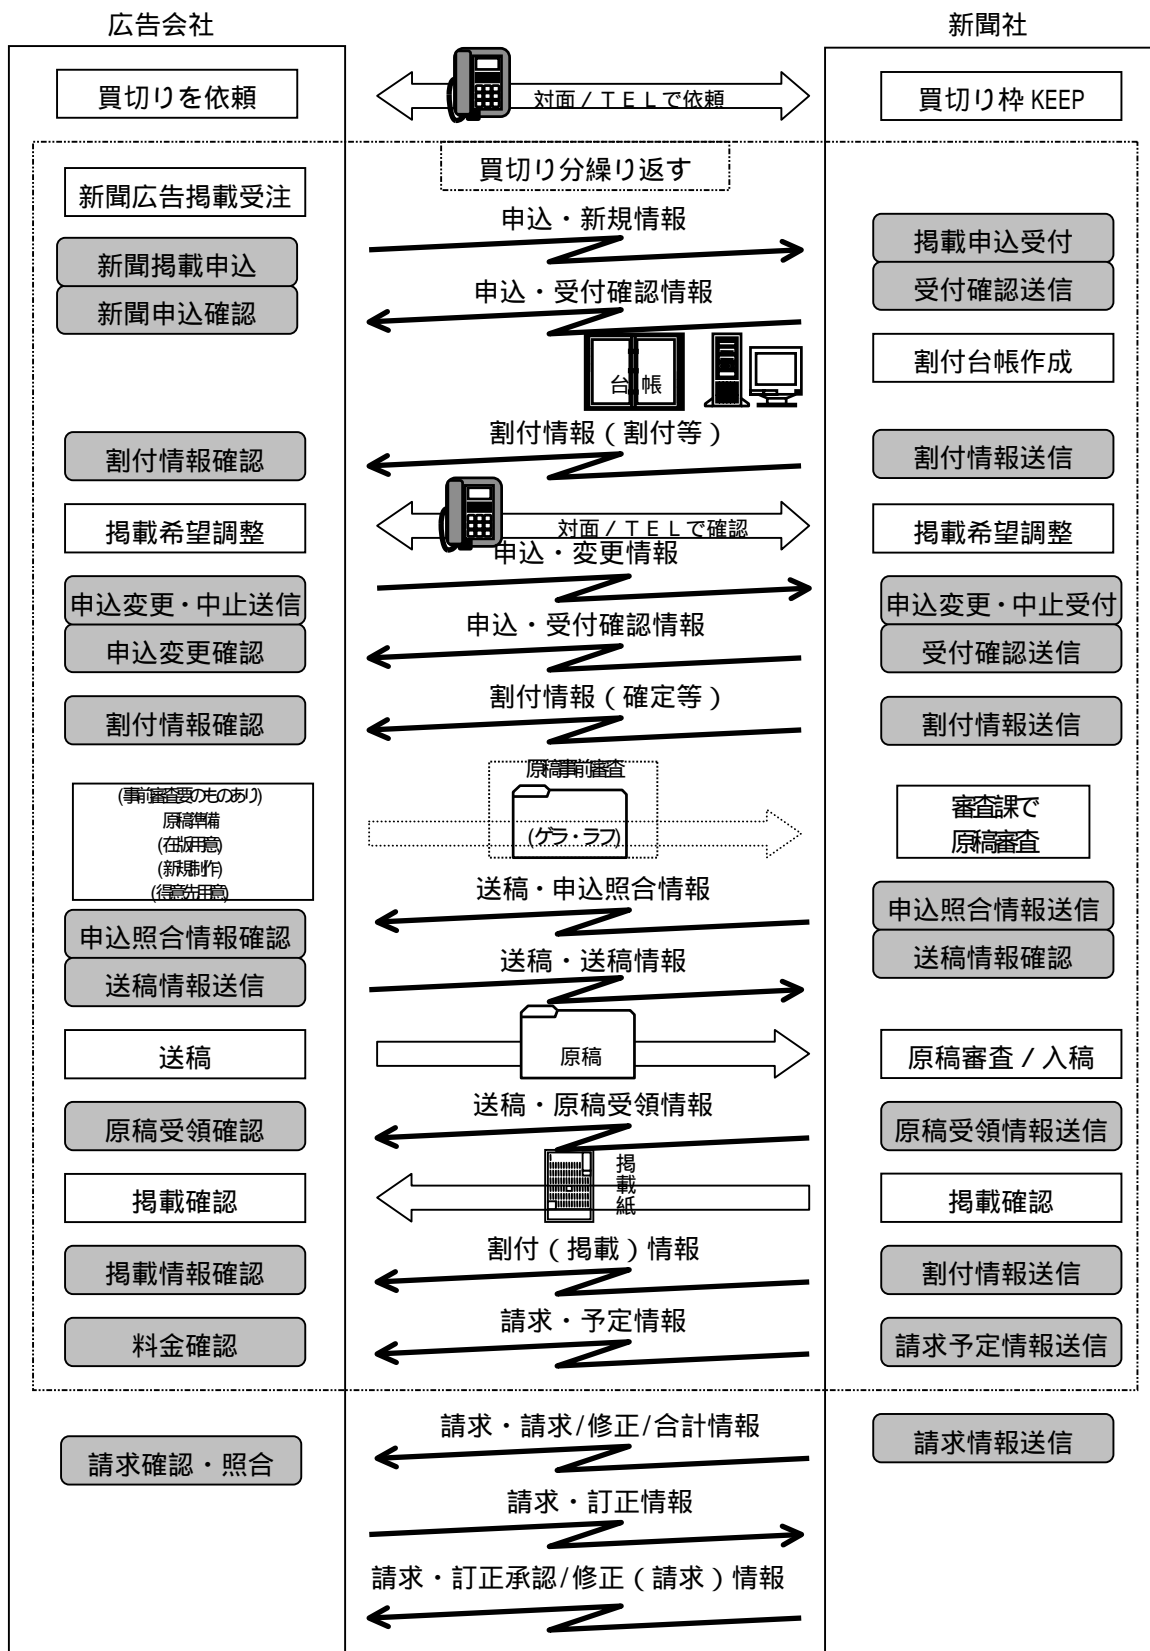 広告会社
新聞社
買切りを依頼
対面/TELで依頼
買切り枠 KEEP
買切り分繰り返す
新聞広告掲載受注
申込・新規情報
掲載申込受付
新聞掲載申込
申込・受付確認情報
受付確認送信
新聞申込確認
台帳
割付台帳作成
割付情報(割付等)
割付情報確認
割付情報送信
掲載希望調整
対面/TELで確認
掲載希望調整
申込・変更情報
申込変更・中止送信
申込変更・中止受付
申込・受付確認情報
申込変更確認
受付確認送信
割付情報(確定等)
割付情報確認
割付情報送信
原稿事前審査
(事前審査要のものあり)
原稿準備
(在版用意)
(新規制作)
(得意先用意)
(ゲラ・ラフ)
審査課で
原稿審査
送稿・申込照合情報
申込照合情報送信
申込照合情報確認
送稿情報確認
送稿・送稿情報
送稿情報送信
送稿
原稿
原稿審査/入稿
送稿・原稿受領情報
原稿受領確認
原稿受領情報送信
掲載紙
掲載確認
掲載確認
割付(掲載)情報
掲載情報確認
割付情報送信
請求・予定情報
料金確認
請求予定情報送信
請求・請求/修正/合計情報
請求情報送信
請求確認・照合
請求・訂正情報
請求・訂正承認/修正(請求)情報